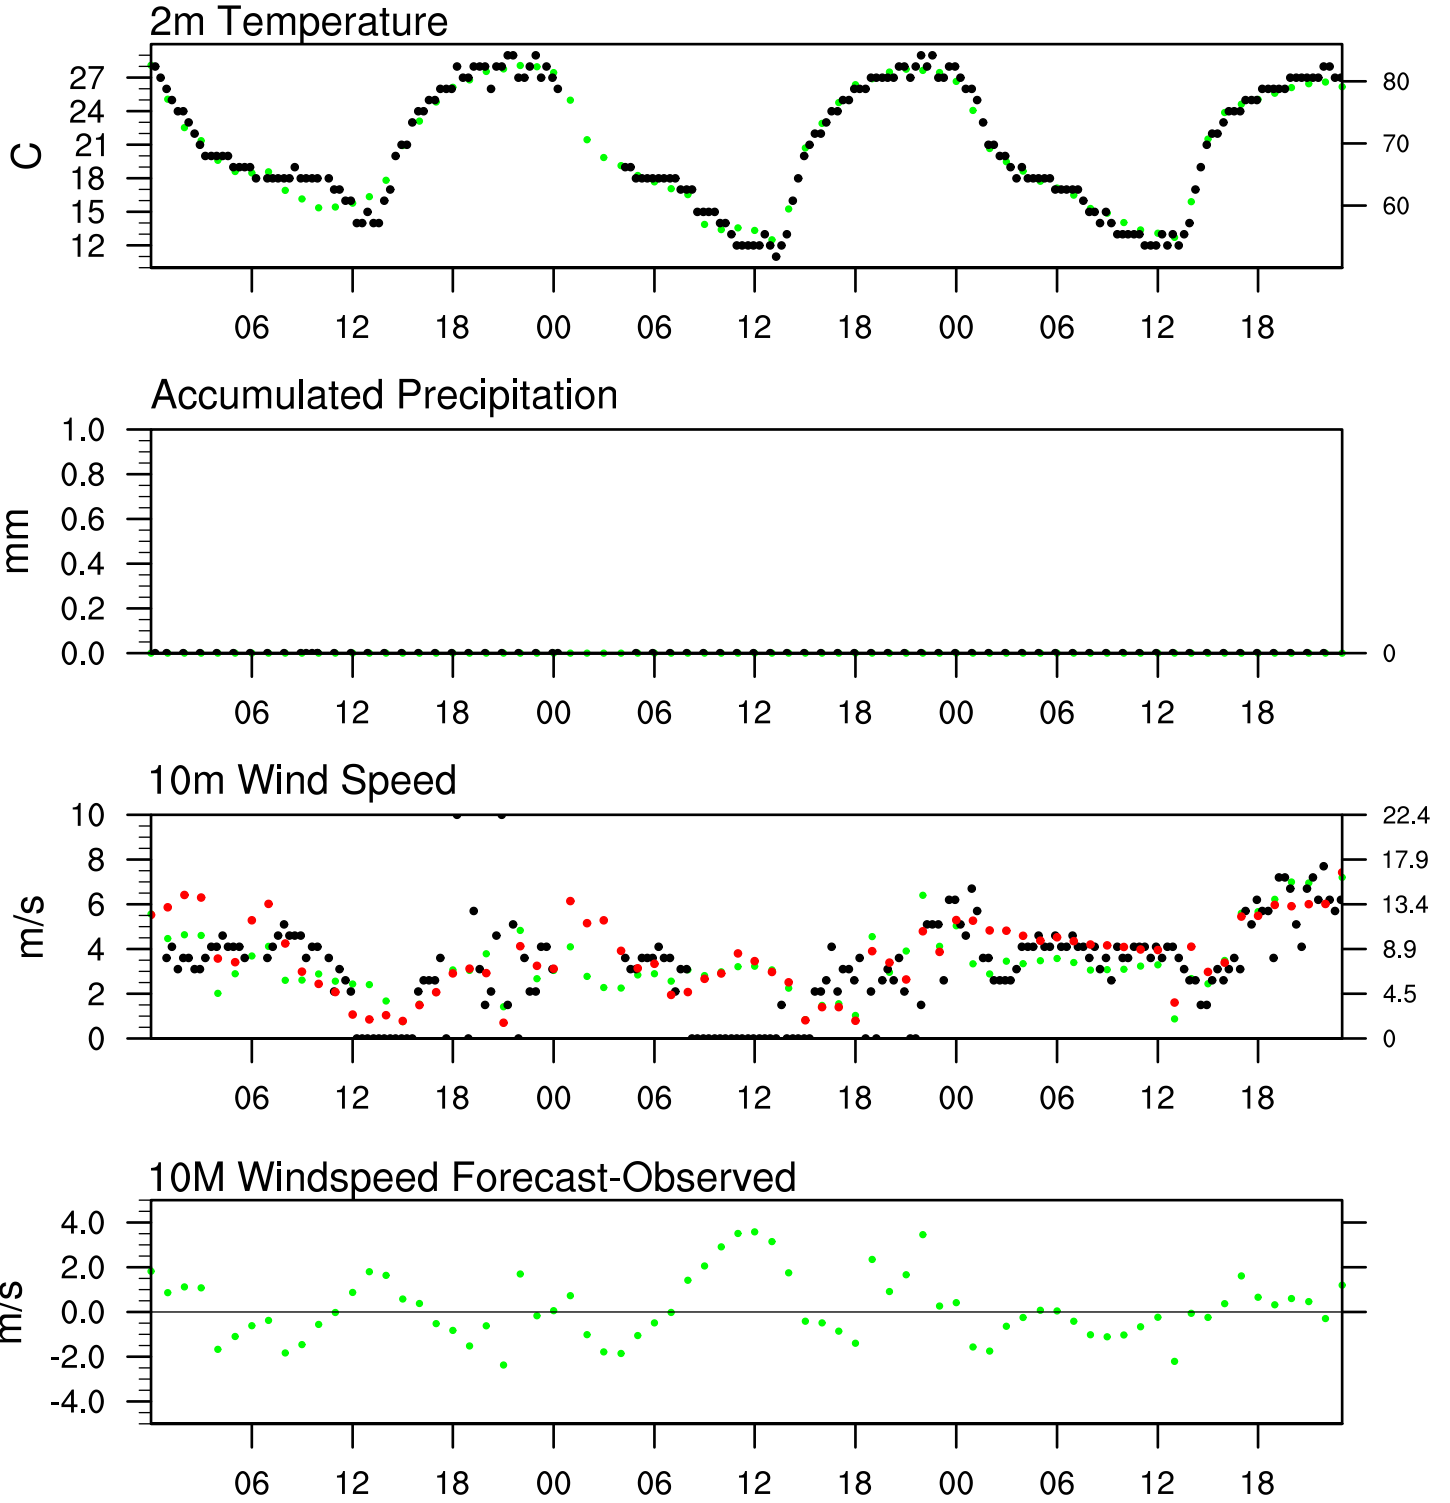 2m Temperature
27
24
21
18
15
12
C
80
70
60
06 12 18 00 06 12 18 00 06 12 18
Accumulated Precipitation
1.0
0.8
0.6
0.4
0.2
0.0
mm
0
06 12 18 00 06 12 18 00 06 12 18
10m Wind Speed
10
8
6
4
2
0
m/s
22.4
17.9
13.4
8.9
4.5
0
06 12 18 00 06 12 18 00 06 12 18
10M Windspeed Forecast-Observed
4.0
2.0
0.0
-2.0
-4.0
m/s
06 12 18 00 06 12 18 00 06 12 18